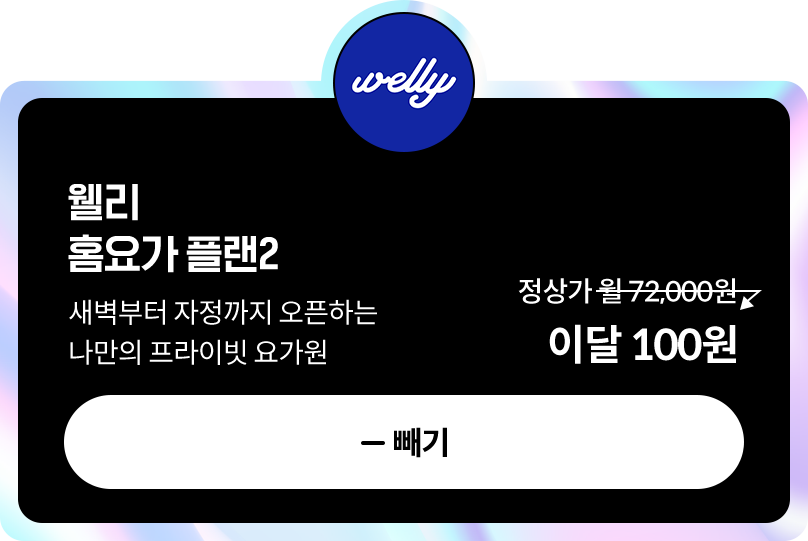 welly
웰리
홈요가 플랜2
새벽부터 자정까지 오픈하는
나만의 프라이빗 요가원
정상가 월 72,000원
이달 100원
– 빼기